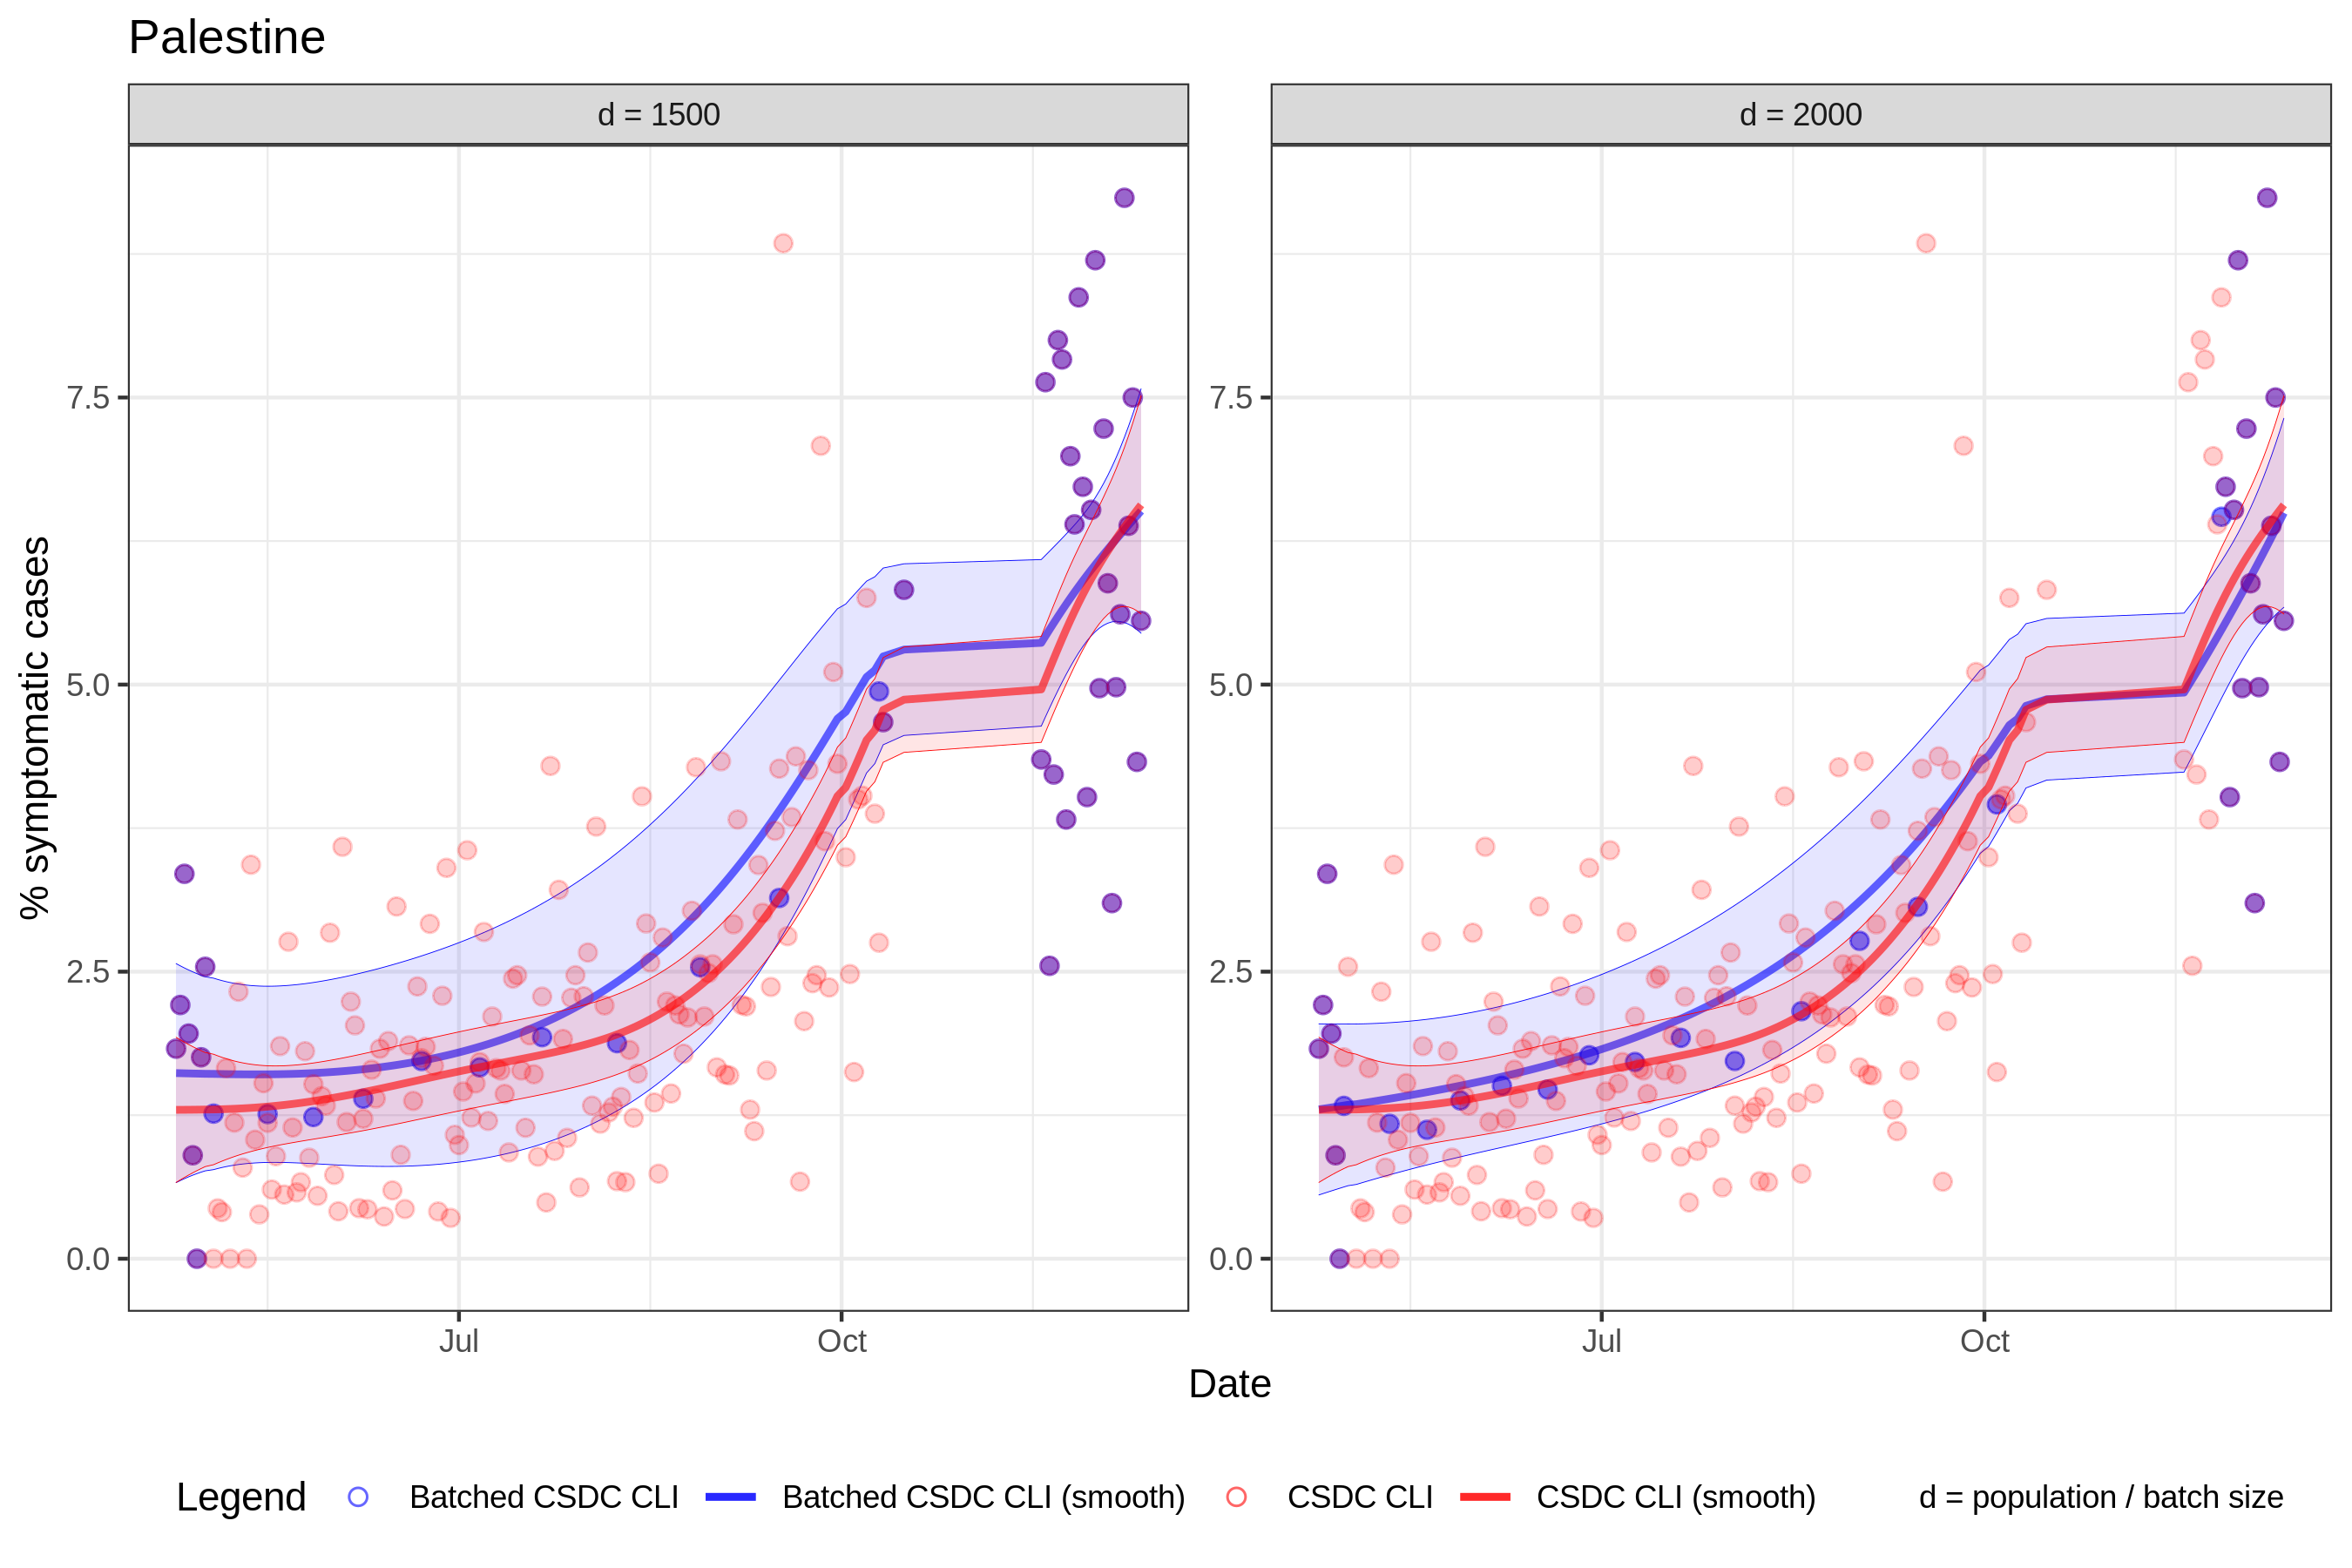 Palestine
d = 1500
d = 2000
% symptomatic cases
7.5
5.0
2.5
0.0
7.5
5.0
2.5
0.0
Jul
Oct
Jul
Oct
Date
Legend
Batched CSDC CLI
Batched CSDC CLI (smooth)
CSDC CLI
CSDC CLI (smooth)
d = population / batch size